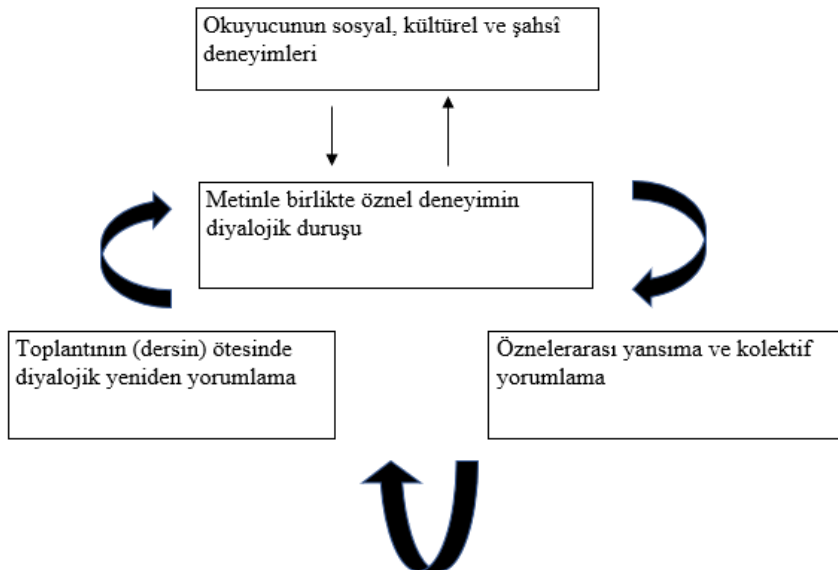 Okuyucunun sosyal, kültürel ve şahsî
deneyimleri
Metinle birlikte öznel deneyimin
diyalojik duruşu
Toplantının (dersin) ötesinde
diyalojik yeniden yorumlama
Öznelerarası yansıma ve kolektif
yorumlama